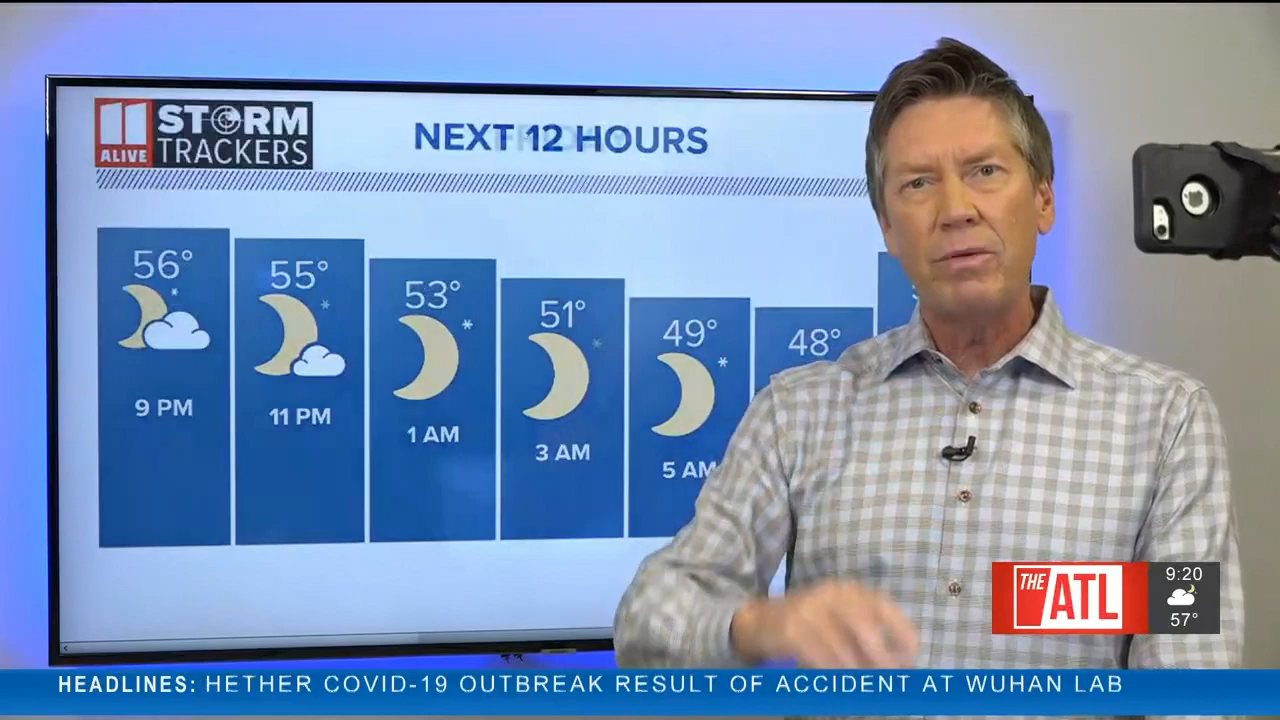 11 ALIVE
STORM TRACKERS
NEXT 12 HOURS
56°
55°
53°
51°
49°
48°
9 PM
11 PM
1 AM
3 AM
5 AM
THE ATL
9:20
57°
HEADLINES: HETHER COVID-19 OUTBREAK RESULT OF ACCIDENT AT WUHAN LAB